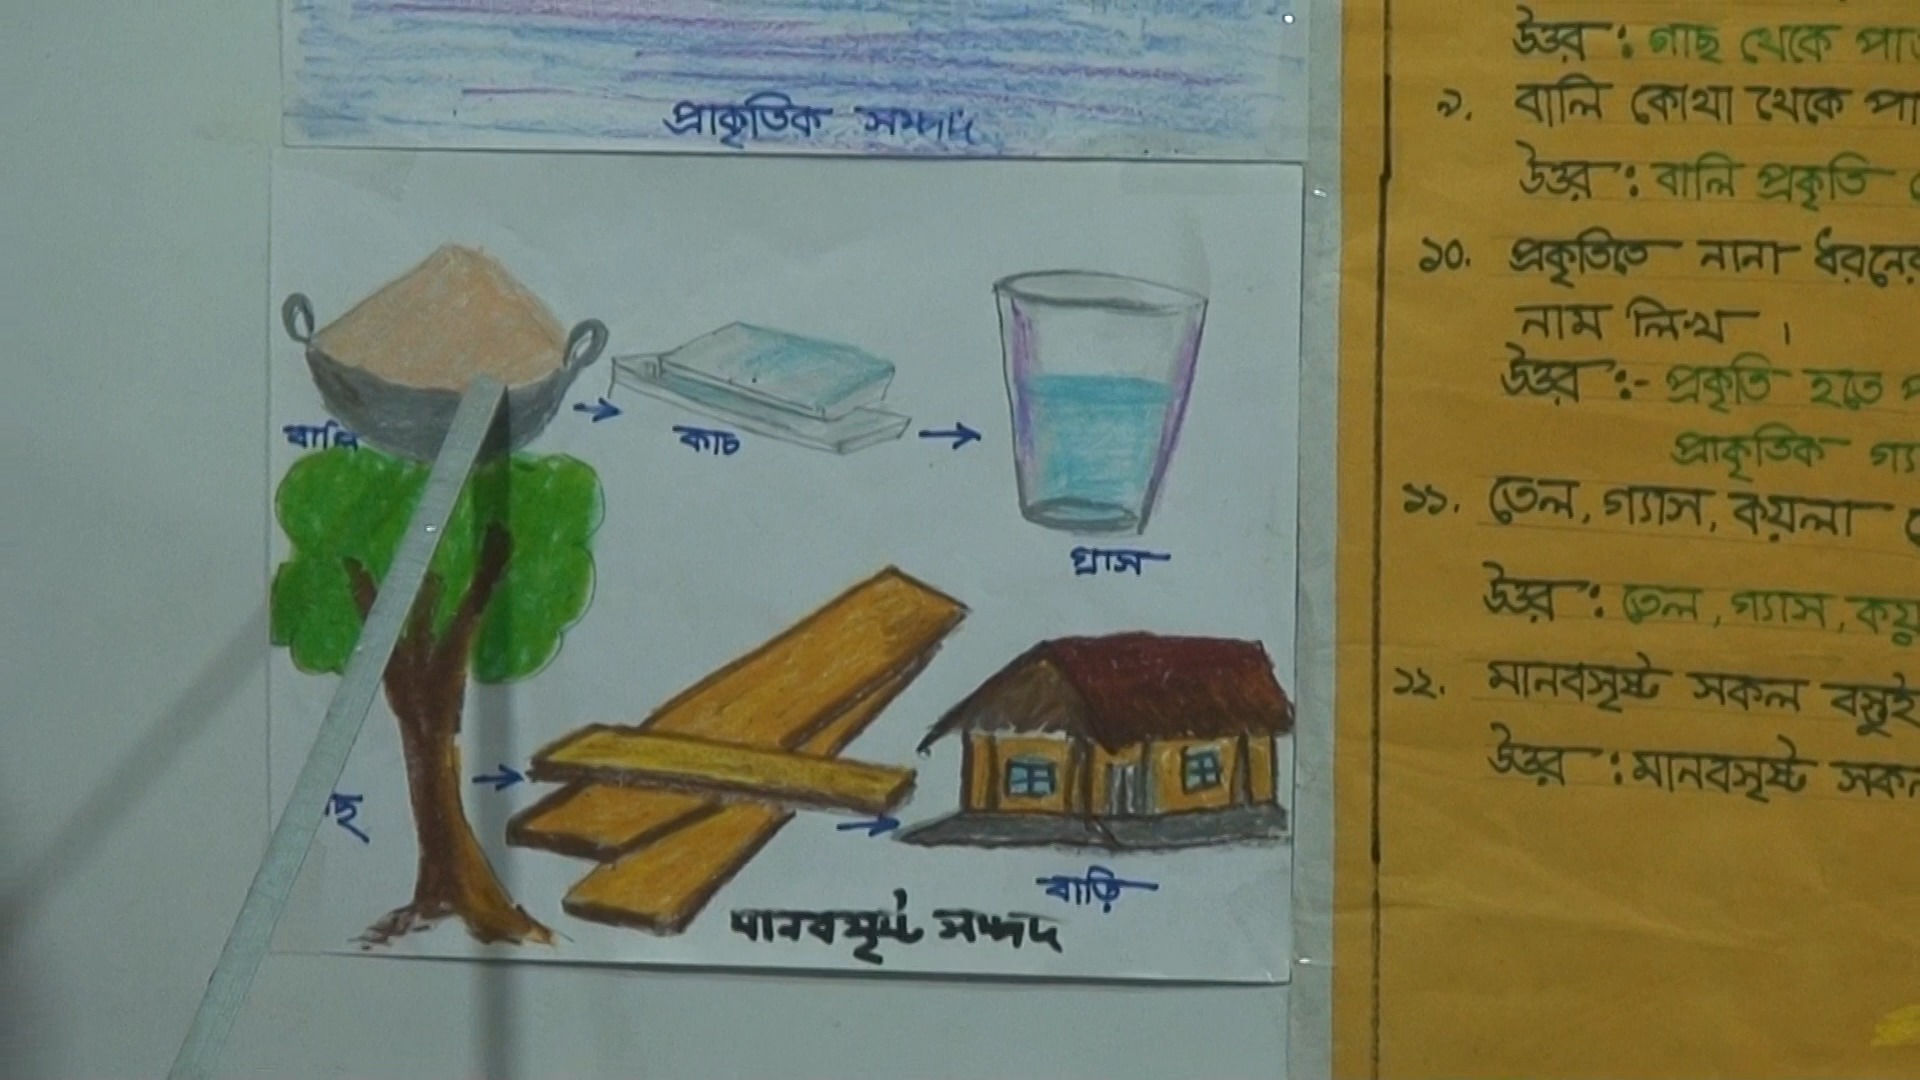 প্রাকৃতিক সম্পদ
বালি
কাচ
গ্লাস
ছ
বাড়ি
মানবসৃষ্ট সম্পদ
উত্তর : গাছ থেকে পাও
৯. বালি কোথা থেকে পা
উত্তর : বালি প্রকৃতি
১০. প্রকৃতিতে নানা ধরনের
নাম লিখ ।
উত্তর :- প্রকৃতি হতে প
প্রাকৃতিক গ্যা
১১. তেল, গ্যাস, কয়লা
উত্তর : তেল, গ্যাস, কয়
১২. মানবসৃষ্ট সকল বস্তুই
উত্তর : মানবসৃষ্ট সকল